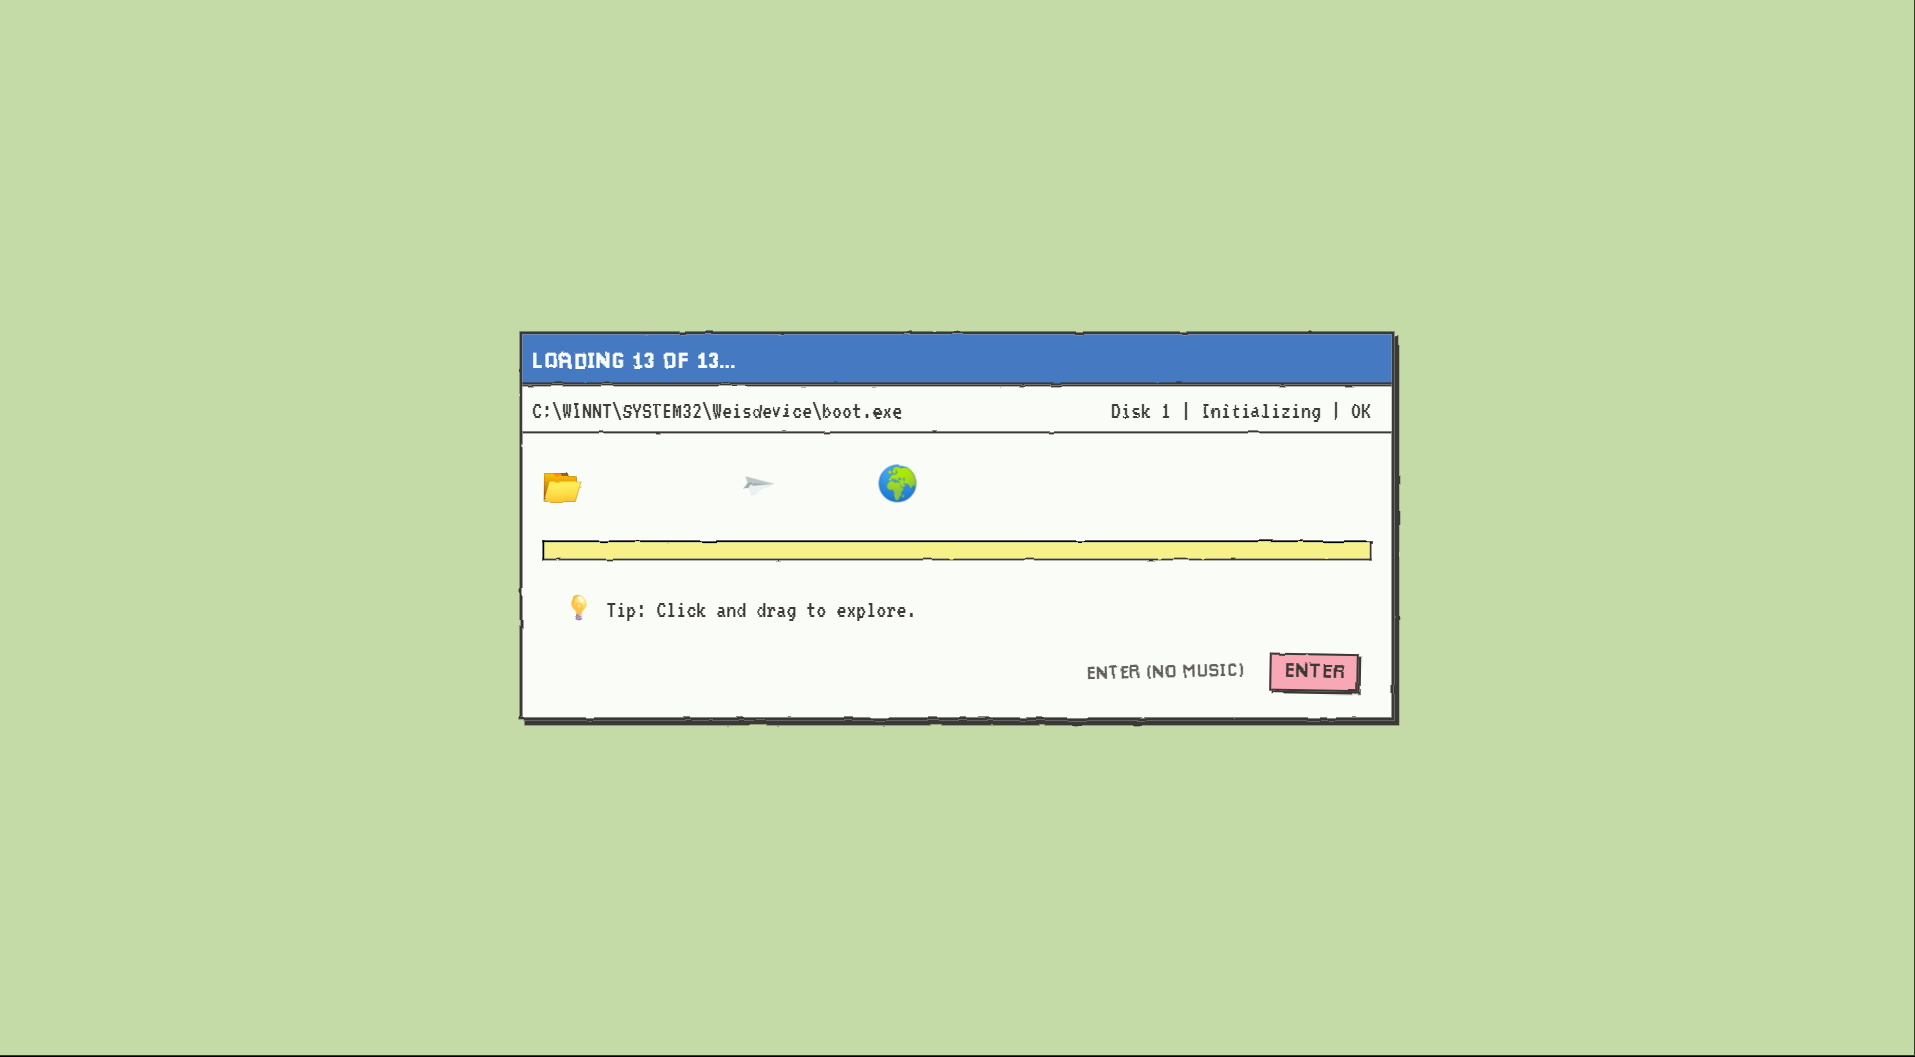 LOADING 13 OF 13...
C:\WINNT\SYSTEM32\Weisdevice\boot.exe
Disk 1 | Initializing | OK
Tip: Click and drag to explore.
ENTER (NO MUSIC)
ENTER